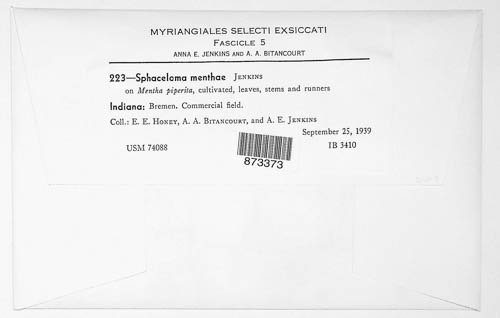 MYRIANGIALES SELECTI EXSICCATI
FASCICLE 5
ANNA E. JENKINS AND A. A. BITANCOURT
223—Sphaceloma menthae JENKINS
on Mentha piperita, cultivated, leaves, stems and runners
Indiana: Bremen. Commercial field.
Coll.: E. E. HONEY, A. A. BITANCOURT, and A. E. JENKINS
September 25, 1939
USM 74088 IB 3410
873373